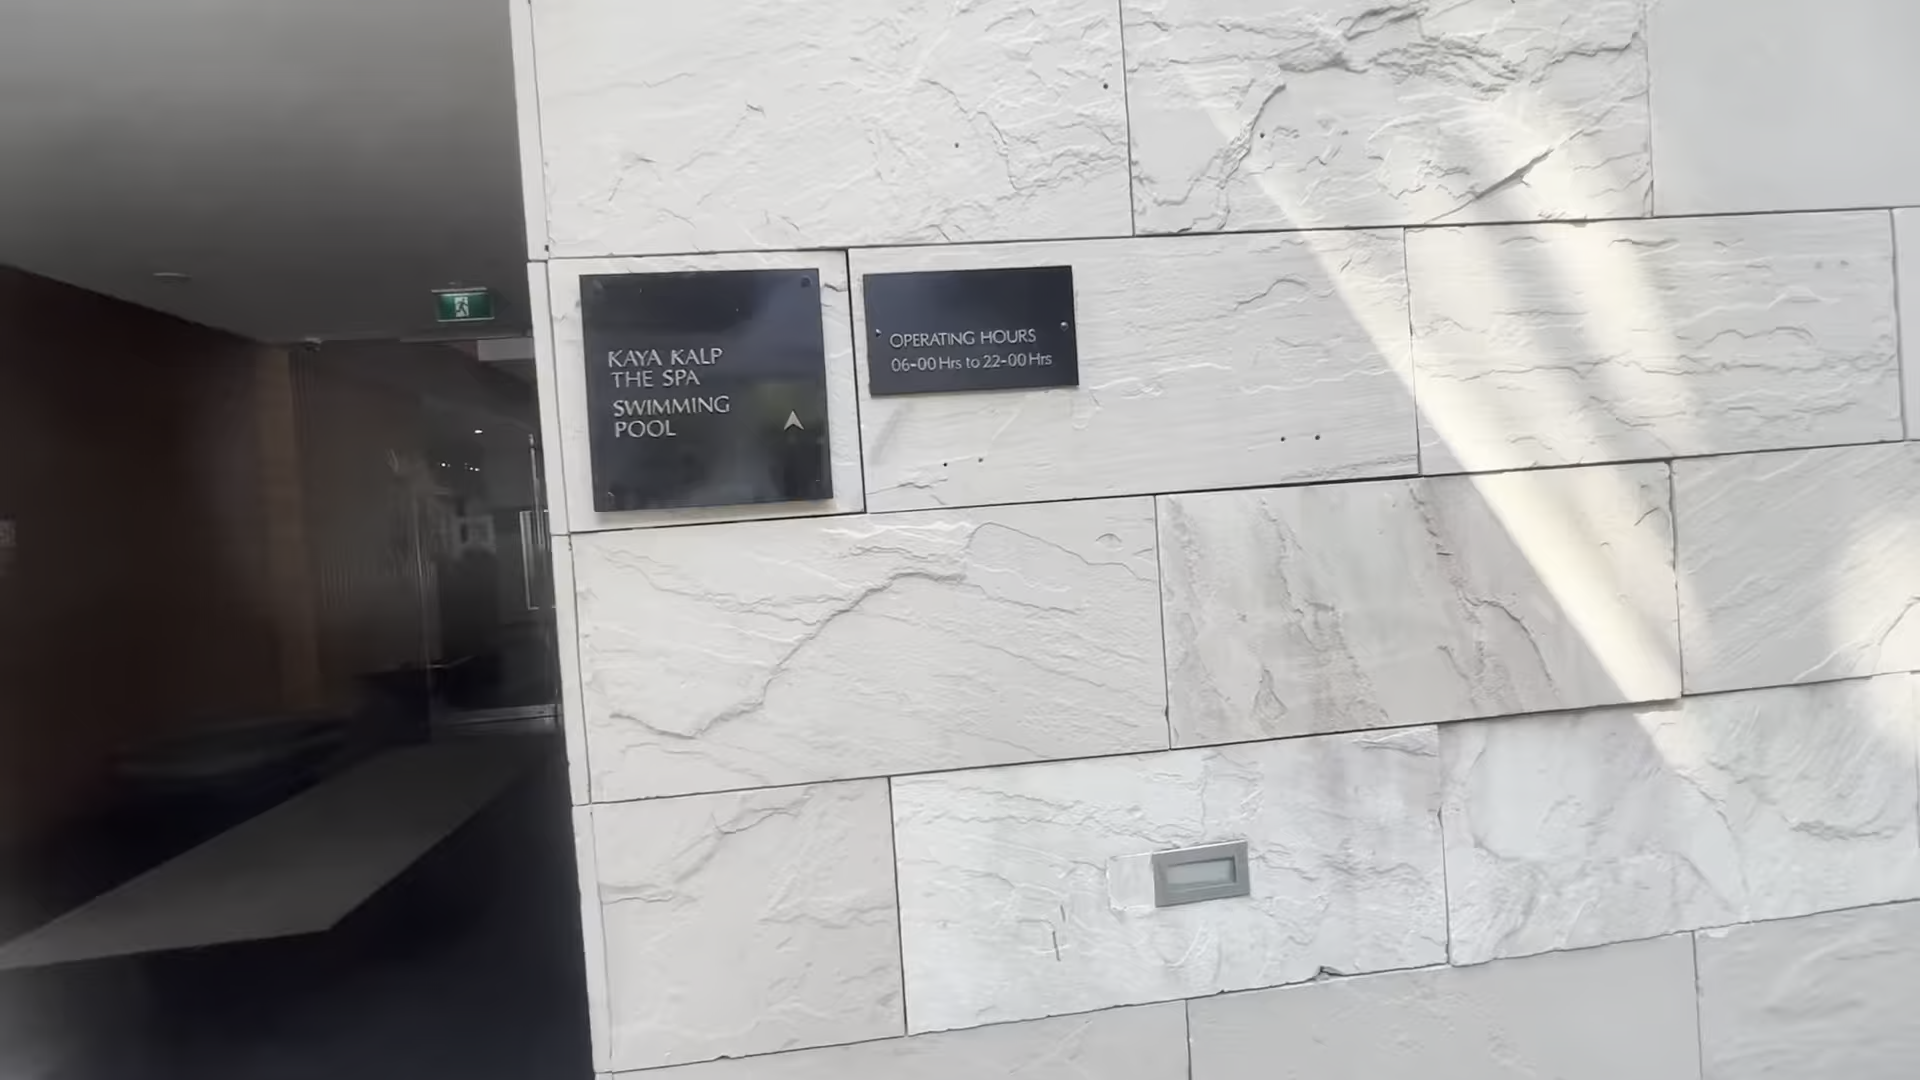 KAYA KALP
THE SPA
SWIMMING
POOL
OPERATING HOURS
06-00 Hrs to 22-00 Hrs